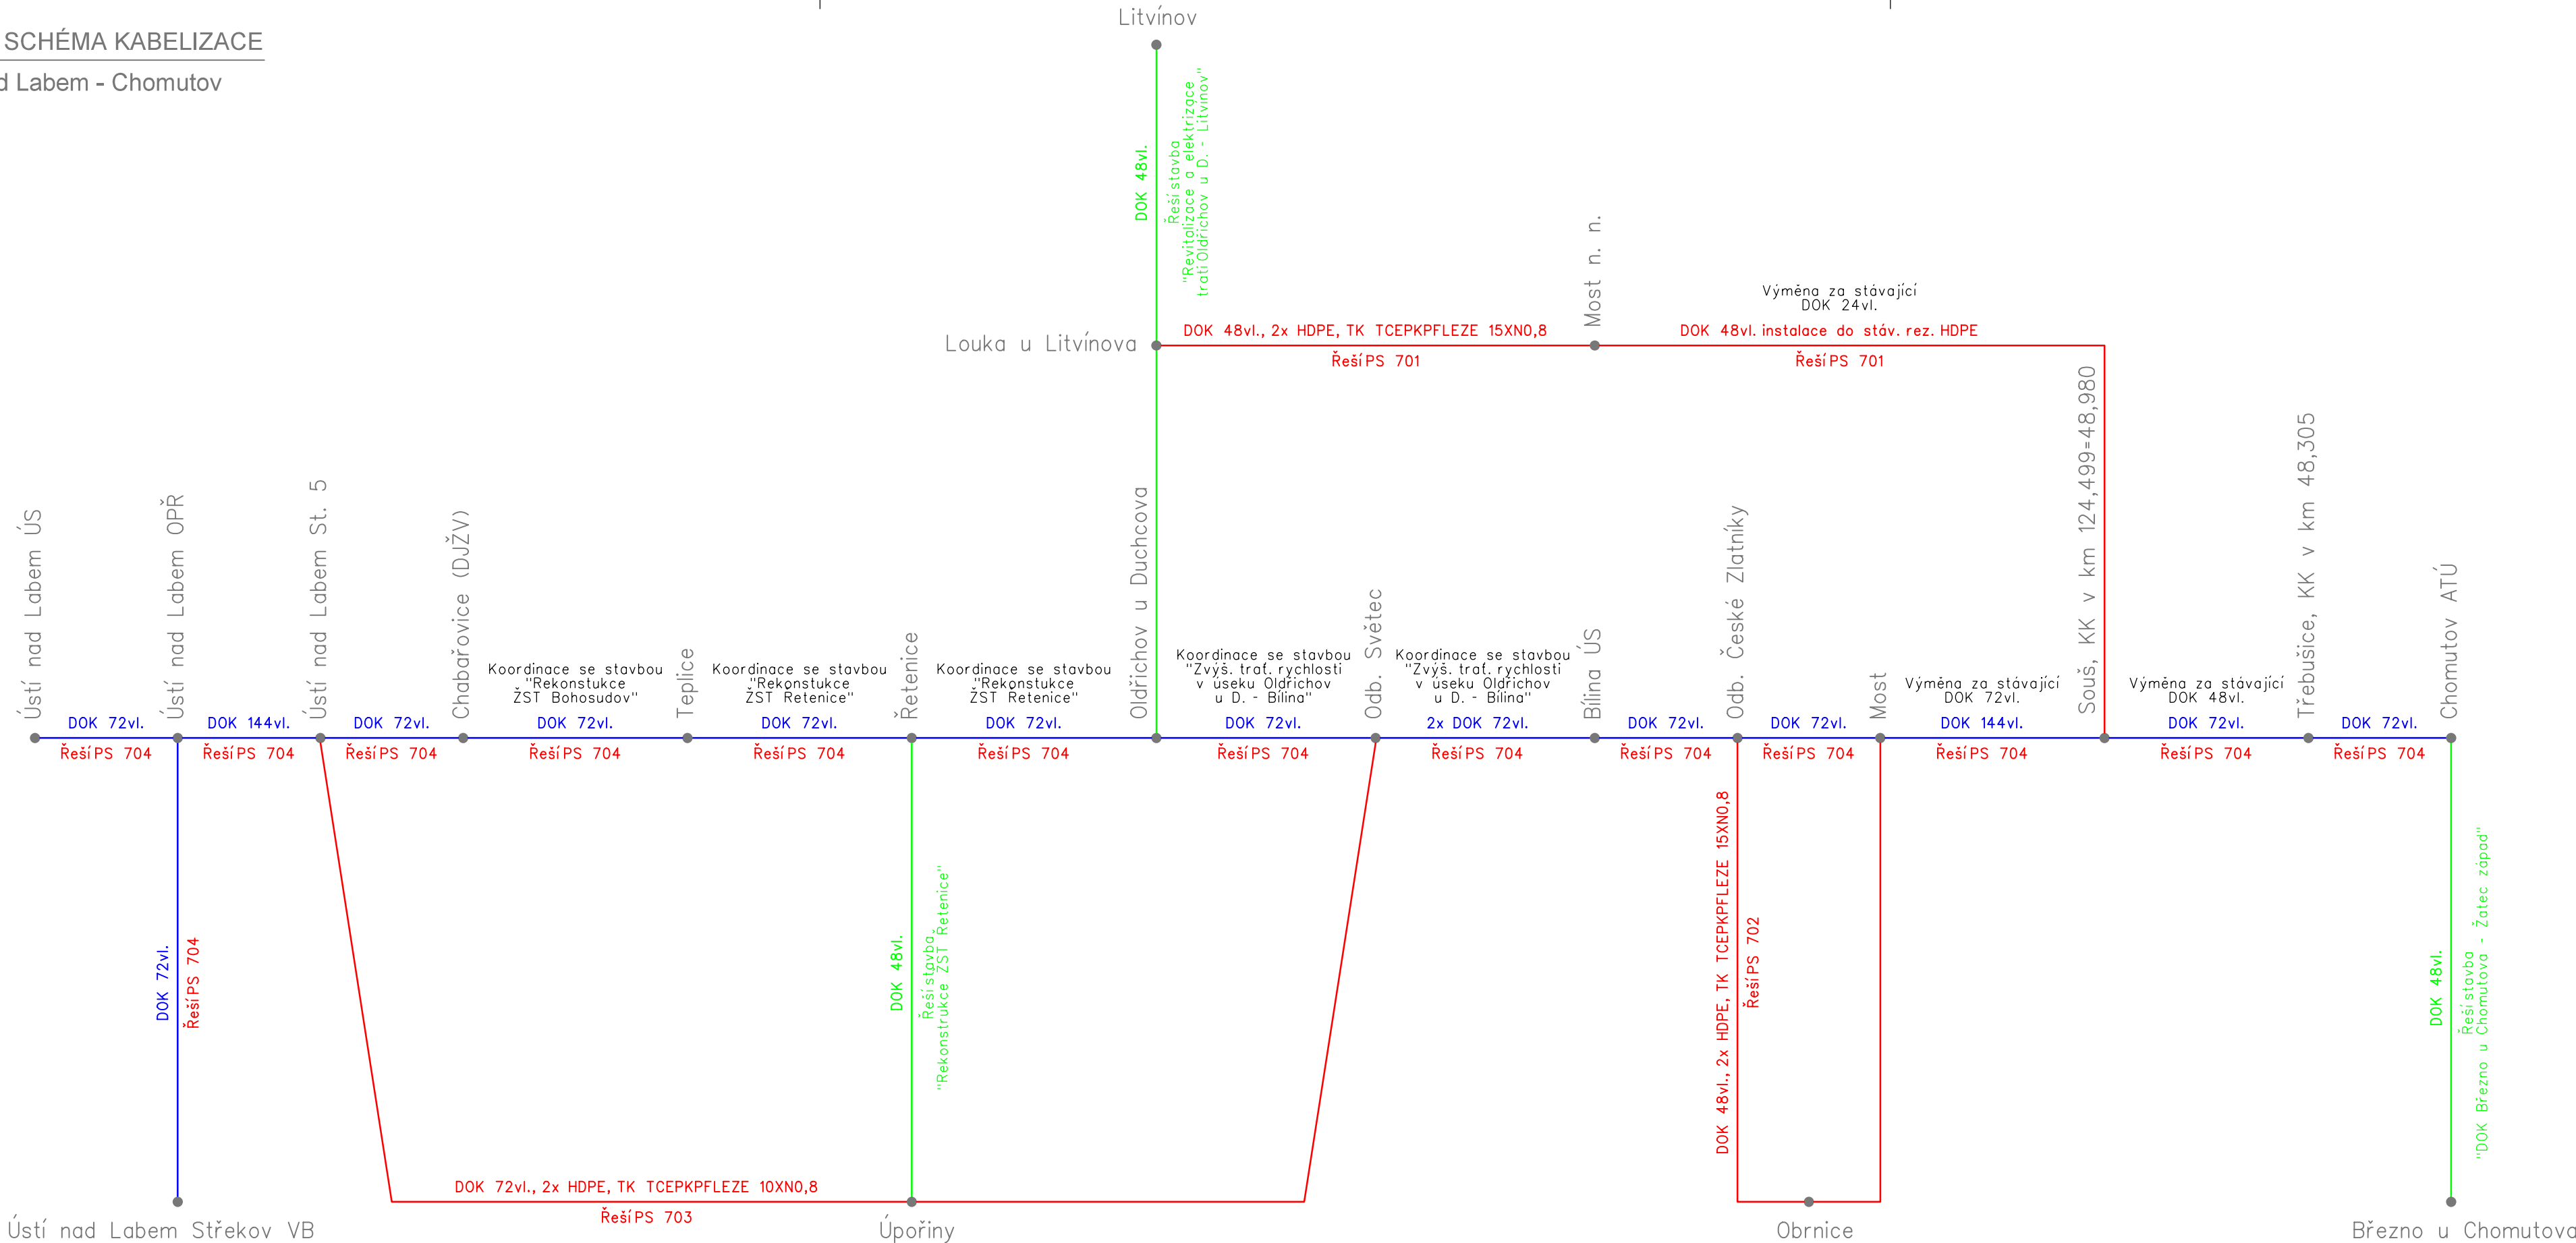 SCHÉMA KABELIZACE
d Labem - Chomutov
Litvínov
DOK 48vl.
Řeší stavba
"Revitalizace a elektrizace
trati Oldřichov u D. - Litvínov"
Louka u Litvínova
DOK 48vl., 2x HDPE, TK TCEPKPFLEZE 15XN0,8
Řeší PS 701
Most n. n.
Výměna za stávající
DOK 24vl.
DOK 48vl. instalace do stáv. rez. HDPE
Řeší PS 701
Ústí nad Labem ÚS
Ústí nad Labem OPŘ
Ústí nad Labem St. 5
Chabařovice (DJŽV)
Teplice
Řetenice
Oldřichov u Duchcova
Odb. Světec
Bílina ÚS
Odb. České Zlatníky
Most
Souš, KK v km 124,499=48,980
Třebušice, KK v km 48,305
Chomutov ATÚ
Koordinace se stavbou
"Rekonstukce
ŽST Bohosudov"
Koordinace se stavbou
"Rekonstukce
ŽST Řetenice"
Koordinace se stavbou
"Rekonstukce
ŽST Řetenice"
Koordinace se stavbou
"Zvýš. trať. rychlosti
v úseku Oldřichov
u D. - Bílina"
Koordinace se stavbou
"Zvýš. trať. rychlosti
v úseku Oldřichov
u D. - Bílina"
Výměna za stávající
DOK 72vl.
Výměna za stávající
DOK 48vl.
DOK 72vl.
DOK 144vl.
DOK 72vl.
DOK 72vl.
DOK 72vl.
DOK 72vl.
DOK 72vl.
2x DOK 72vl.
DOK 72vl.
DOK 72vl.
DOK 144vl.
DOK 72vl.
DOK 72vl.
Řeší PS 704
Řeší PS 704
Řeší PS 704
Řeší PS 704
Řeší PS 704
Řeší PS 704
Řeší PS 704
Řeší PS 704
Řeší PS 704
Řeší PS 704
Řeší PS 704
Řeší PS 704
Řeší PS 704
DOK 72vl.
Řeší PS 704
DOK 48vl.
Řeší stavba
"Rekonstrukce ŽST Řetenice"
DOK 48vl., 2x HDPE, TK TCEPKPFLEZE 15XN0,8
Řeší PS 702
DOK 48vl.
Řeší stavba
"DOK Březno u Chomutova - Žatec západ"
DOK 72vl., 2x HDPE, TK TCEPKPFLEZE 10XN0,8
Řeší PS 703
Ústí nad Labem Střekov VB
Úpořiny
Obrnice
Březno u Chomutova